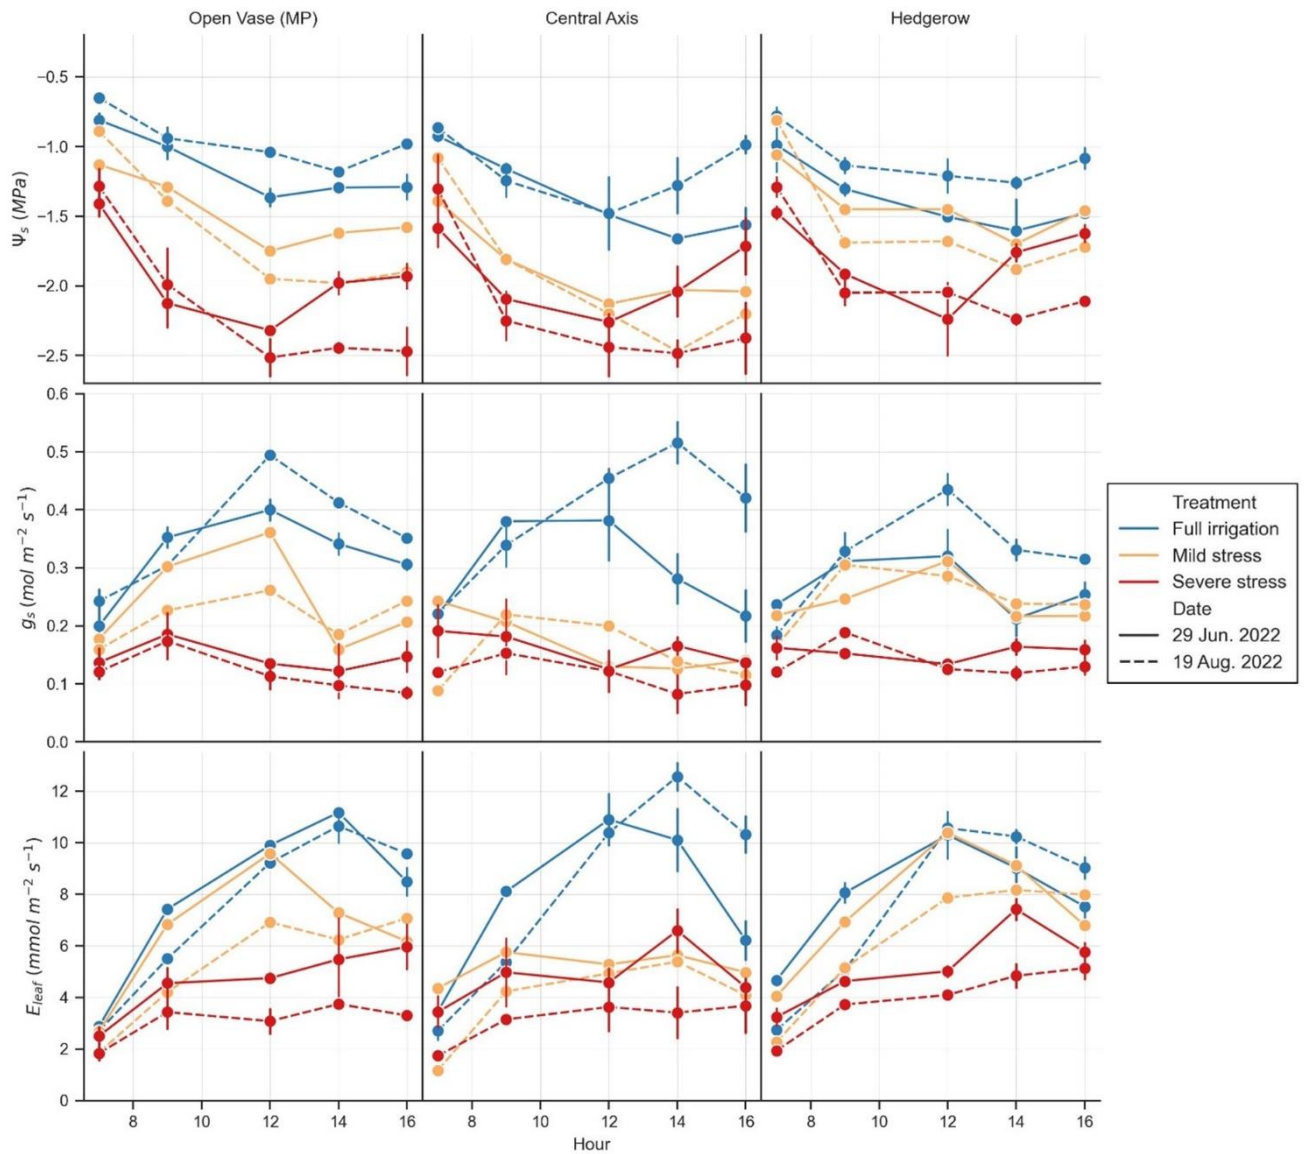 Open Vase (MP) Central Axis Hedgerow
Ψs (MPa)
−0.5
−1.0
−1.5
−2.0
−2.5
gs (mol m−2 s−1)
0.6
0.5
0.4
0.3
0.2
0.1
0.0
Eleaf (mmol m−2 s−1)
12
10
8
6
4
2
0
8 10 12 14 16 8 10 12 14 16 8 10 12 14 16
Hour
Treatment
Full irrigation
Mild stress
Severe stress
Date
29 Jun. 2022
19 Aug. 2022